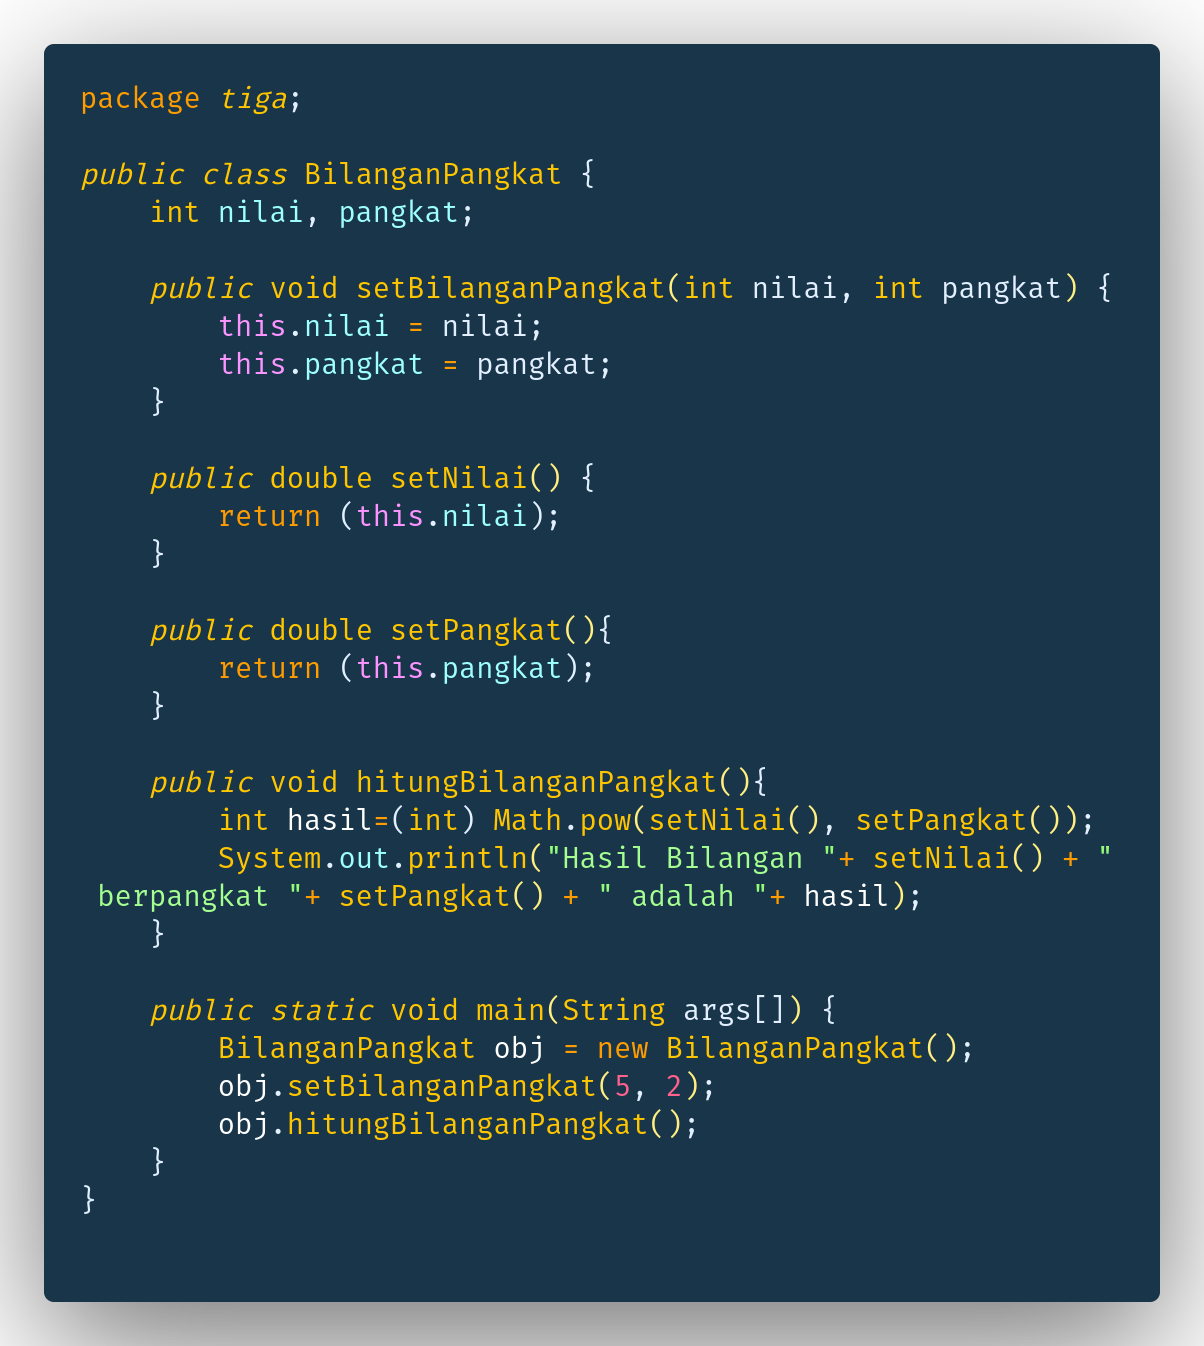 package tiga;

public class BilanganPangkat {
    int nilai, pangkat;

    public void setBilanganPangkat(int nilai, int pangkat) {
        this.nilai = nilai;
        this.pangkat = pangkat;
    }

    public double setNilai() {
        return (this.nilai);
    }

    public double setPangkat(){
        return (this.pangkat);
    }

    public void hitungBilanganPangkat(){
        int hasil=(int) Math.pow(setNilai(), setPangkat());
        System.out.println("Hasil Bilangan "+ setNilai() + "
 berpangkat "+ setPangkat() + " adalah "+ hasil);
    }

    public static void main(String args[]) {
        BilanganPangkat obj = new BilanganPangkat();
        obj.setBilanganPangkat(5, 2);
        obj.hitungBilanganPangkat();
    }
}